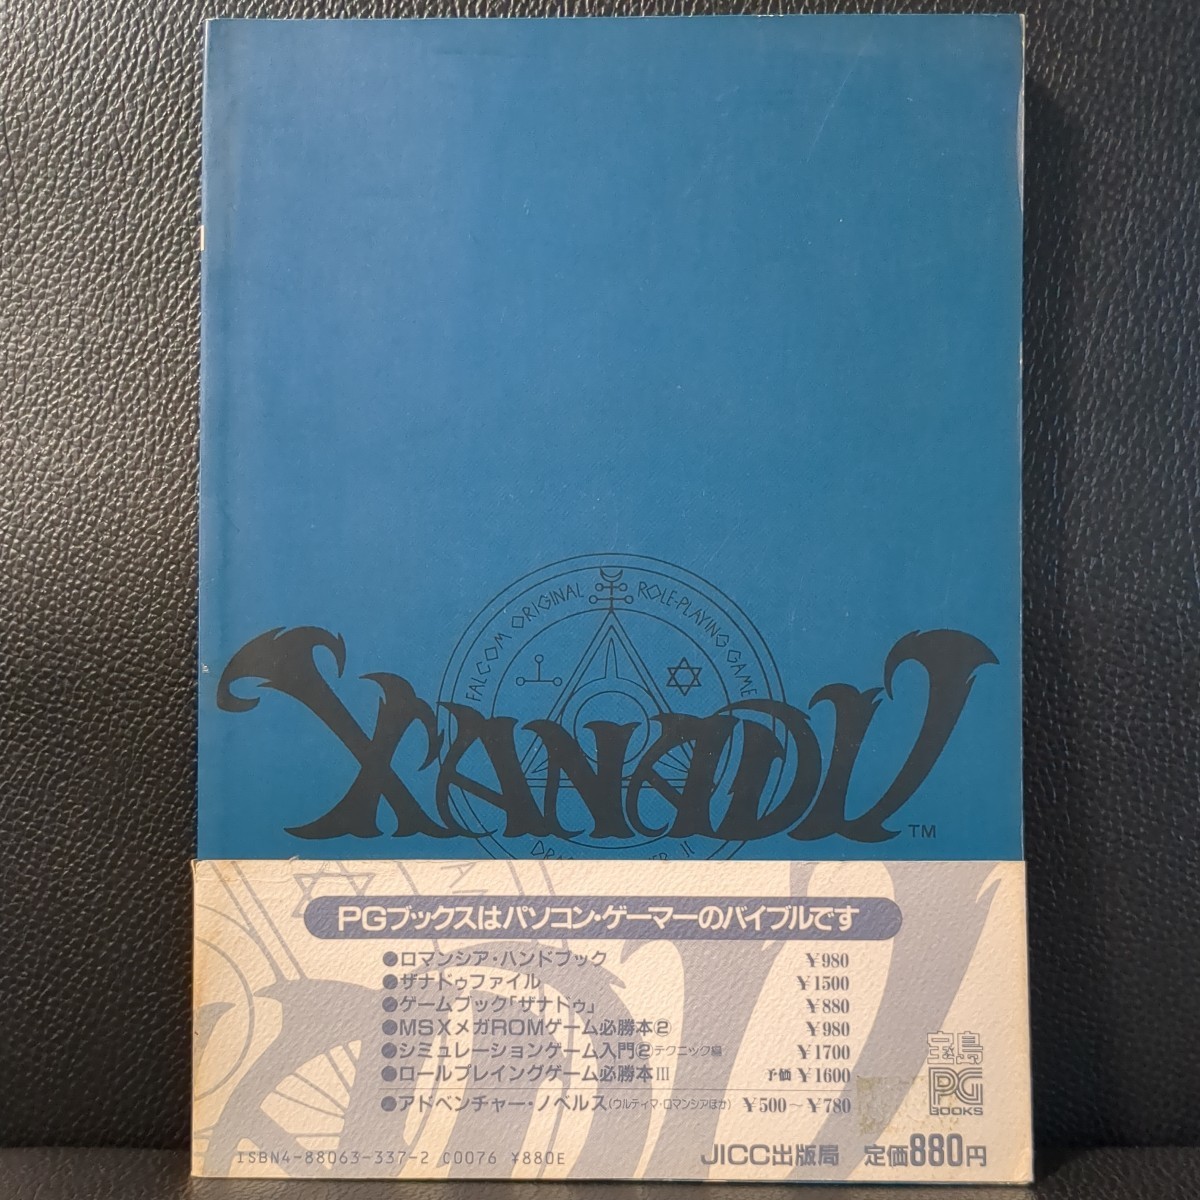 FALCOM ORIGINAL ROLE-PLAYING GAME
XANADU TM
PGブックスはパソコン・ゲーマーのバイブルです
●ロマンシア・ハンドブック ￥980
●ザナドゥファイル ￥1500
●ゲームブック「ザナドゥ」 ￥880
●MSXメガROMゲーム必勝本② ￥980
●シミュレーションゲーム入門②テクニック編 ￥1700
●ロールプレイングゲーム必勝本III 予価 ￥1600
●アドベンチャー・ノベルス(ウルティマ・ロマンシアほか) ￥500～￥780
宝島
PG
BOOKS
ISBN4-88063-337-2 C0076 ¥880E
JICC出版局 定価880円